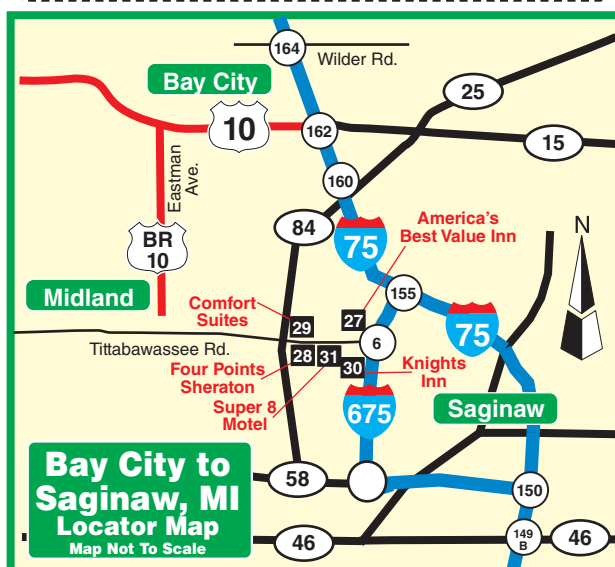 164
Wilder Rd.
Bay City
25
10
162
15
Eastman
Ave.
160
America's
Best Value Inn
84
75
N
BR
10
Midland
155
Comfort
Suites
27
29
75
6
Tittabawassee Rd.
28
31
30
Four Points
Sheraton
Knights
Inn
Super 8
Motel
675
Saginaw
Bay City to
Saginaw, MI
Locator Map
Map Not To Scale
58
150
46
149
B
46